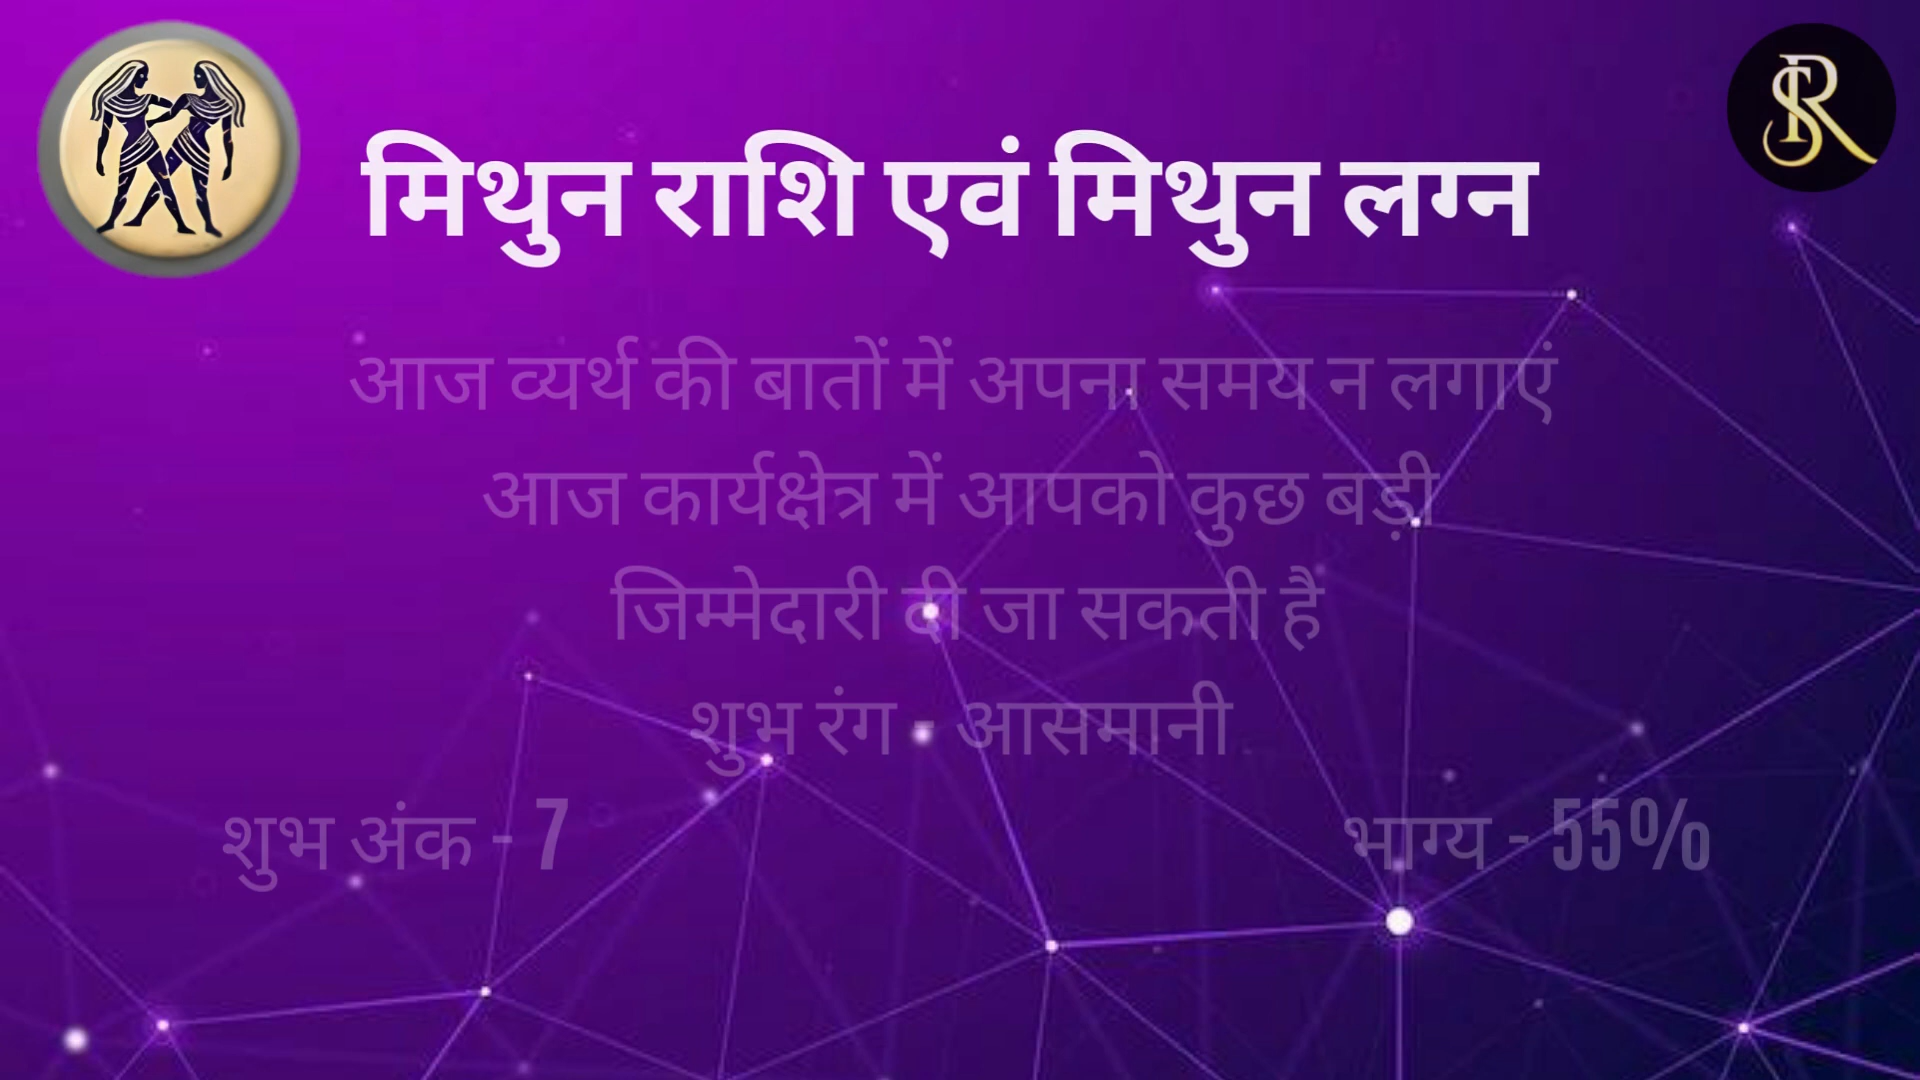 मिथुन राशि एवं मिथुन लग्न
आज व्यर्थ की बातों में अपना समय न लगाएं
आज कार्यक्षेत्र में आपको कुछ बड़ी
जिम्मेदारी दी जा सकती है
शुभ रंग - आसमानी
शुभ अंक - 7
भाग्य - 55%